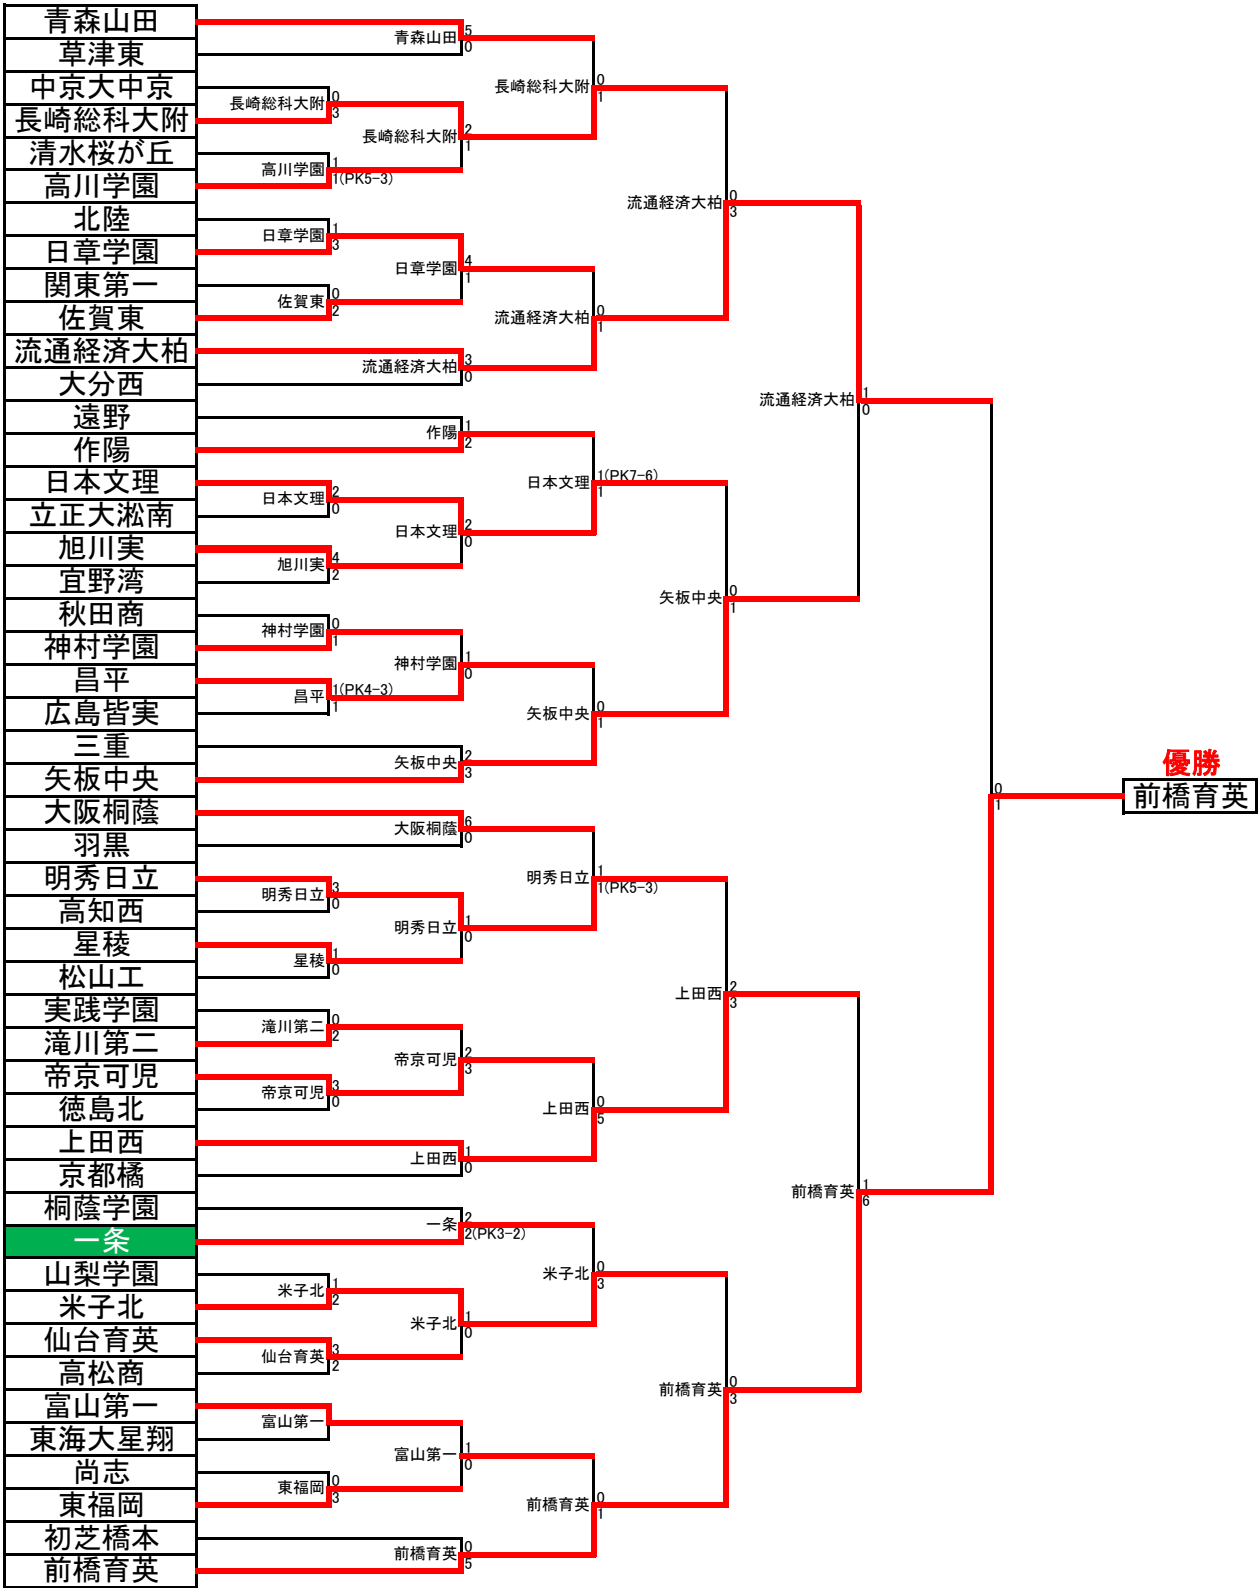 青森山田
草津東
中京大中京
長崎総科大附
清水桜が丘
高川学園
北陸
日章学園
関東第一
佐賀東
流通経済大柏
大分西
遠野
作陽
日本文理
立正大淞南
旭川実
宜野湾
秋田商
神村学園
昌平
広島皆実
三重
矢板中央
大阪桐蔭
羽黒
明秀日立
高知西
星稜
松山工
実践学園
滝川第二
帝京可児
徳島北
上田西
京都橘
桐蔭学園
一条
山梨学園
米子北
仙台育英
高松商
富山第一
東海大星翔
尚志
東福岡
初芝橋本
前橋育英
長崎総科大附
0
3
高川学園
1
1(PK5-3)
日章学園
1
3
佐賀東
0
2
日本文理
2
0
旭川実
4
2
神村学園
0
1
昌平
1(PK4-3)
1
明秀日立
3
0
星稜
1
0
滝川第二
0
2
帝京可児
3
0
米子北
1
2
仙台育英
3
2
富山第一
東福岡
0
3
青森山田
5
0
長崎総科大附
2
1
日章学園
4
1
流通経済大柏
3
0
作陽
1
2
日本文理
2
0
神村学園
1
0
矢板中央
2
3
大阪桐蔭
6
0
明秀日立
1
0
帝京可児
2
3
上田西
1
0
一条
2
2(PK3-2)
米子北
1
0
富山第一
1
0
前橋育英
0
5
長崎総科大附
0
1
流通経済大柏
0
1
日本文理
1(PK7-6)
1
矢板中央
0
1
明秀日立
1
1(PK5-3)
上田西
0
5
米子北
0
3
前橋育英
0
1
流通経済大柏
0
3
矢板中央
0
1
上田西
2
3
前橋育英
0
3
流通経済大柏
1
0
前橋育英
1
6
0
1
優勝
前橋育英